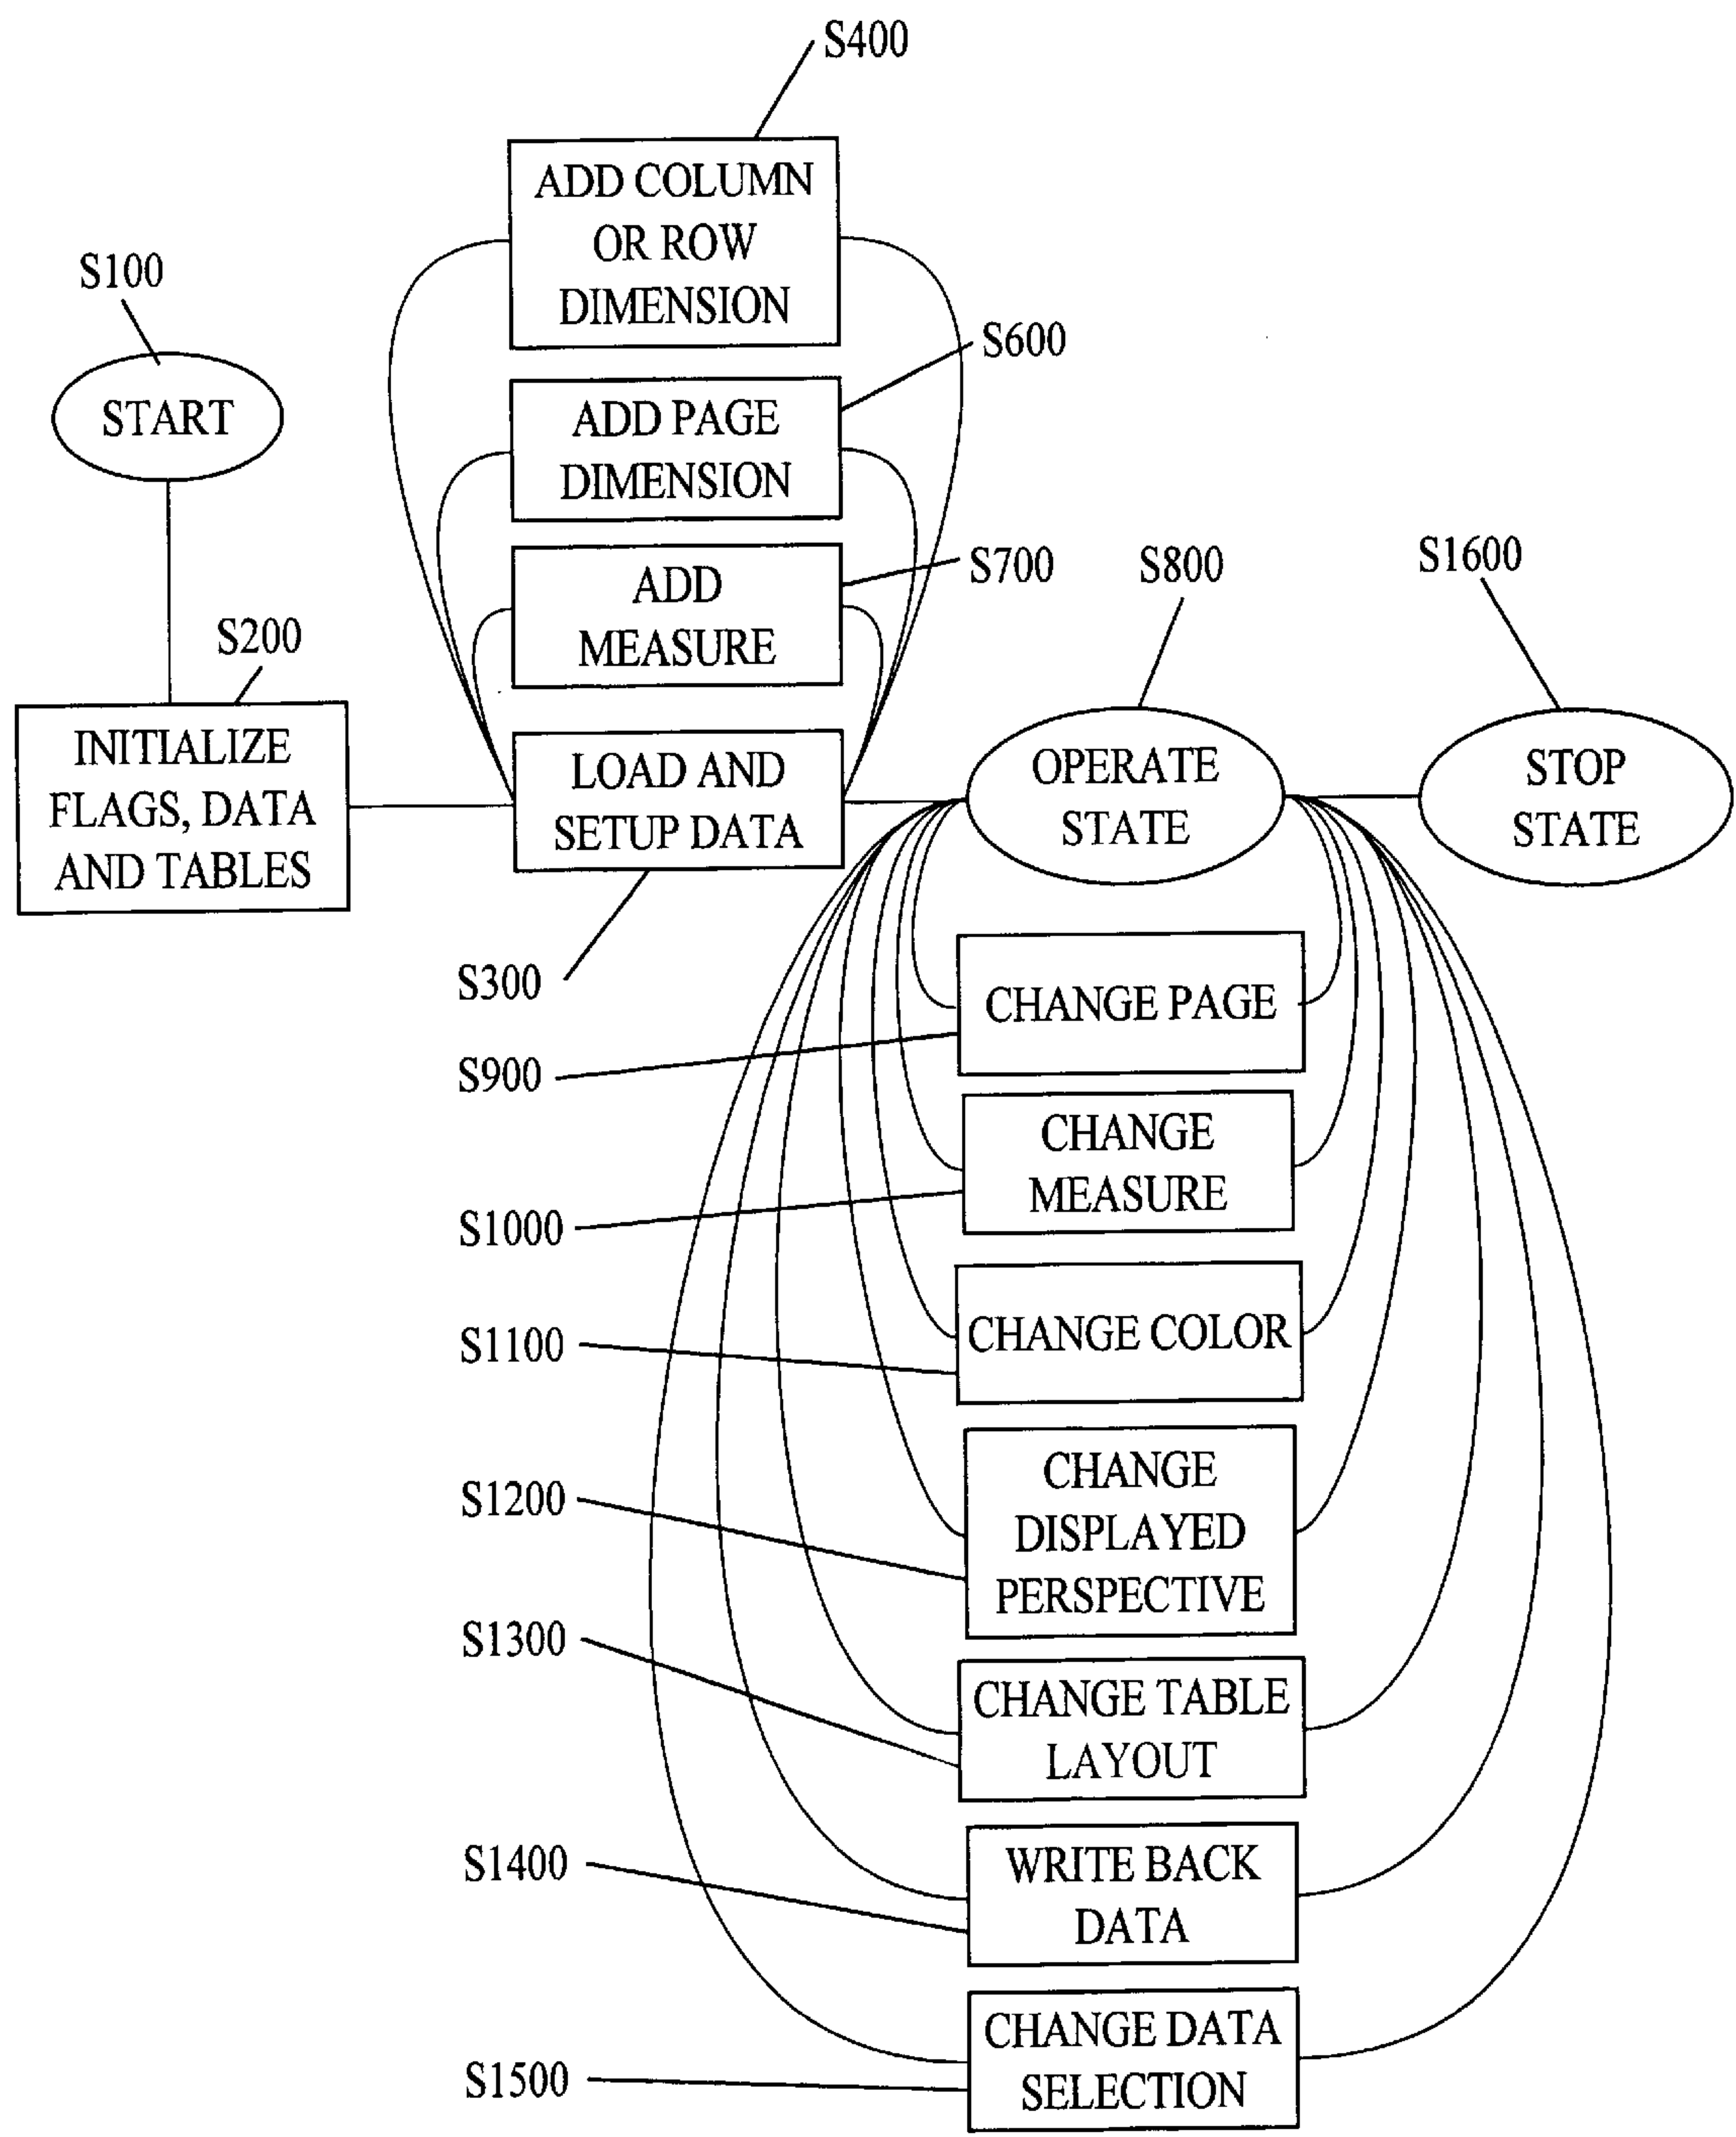 S400
ADD COLUMN
OR ROW
DIMENSION
S100
START
S600
ADD PAGE
DIMENSION
S700
ADD
MEASURE
S200
INITIALIZE
FLAGS, DATA
AND TABLES
LOAD AND
SETUP DATA
S300
S800
OPERATE
STATE
S1600
STOP
STATE
CHANGE PAGE
S900
CHANGE
MEASURE
S1000
CHANGE COLOR
S1100
CHANGE
DISPLAYED
PERSPECTIVE
S1200
S1300
CHANGE TABLE
LAYOUT
S1400
WRITE BACK
DATA
CHANGE DATA
SELECTION
S1500